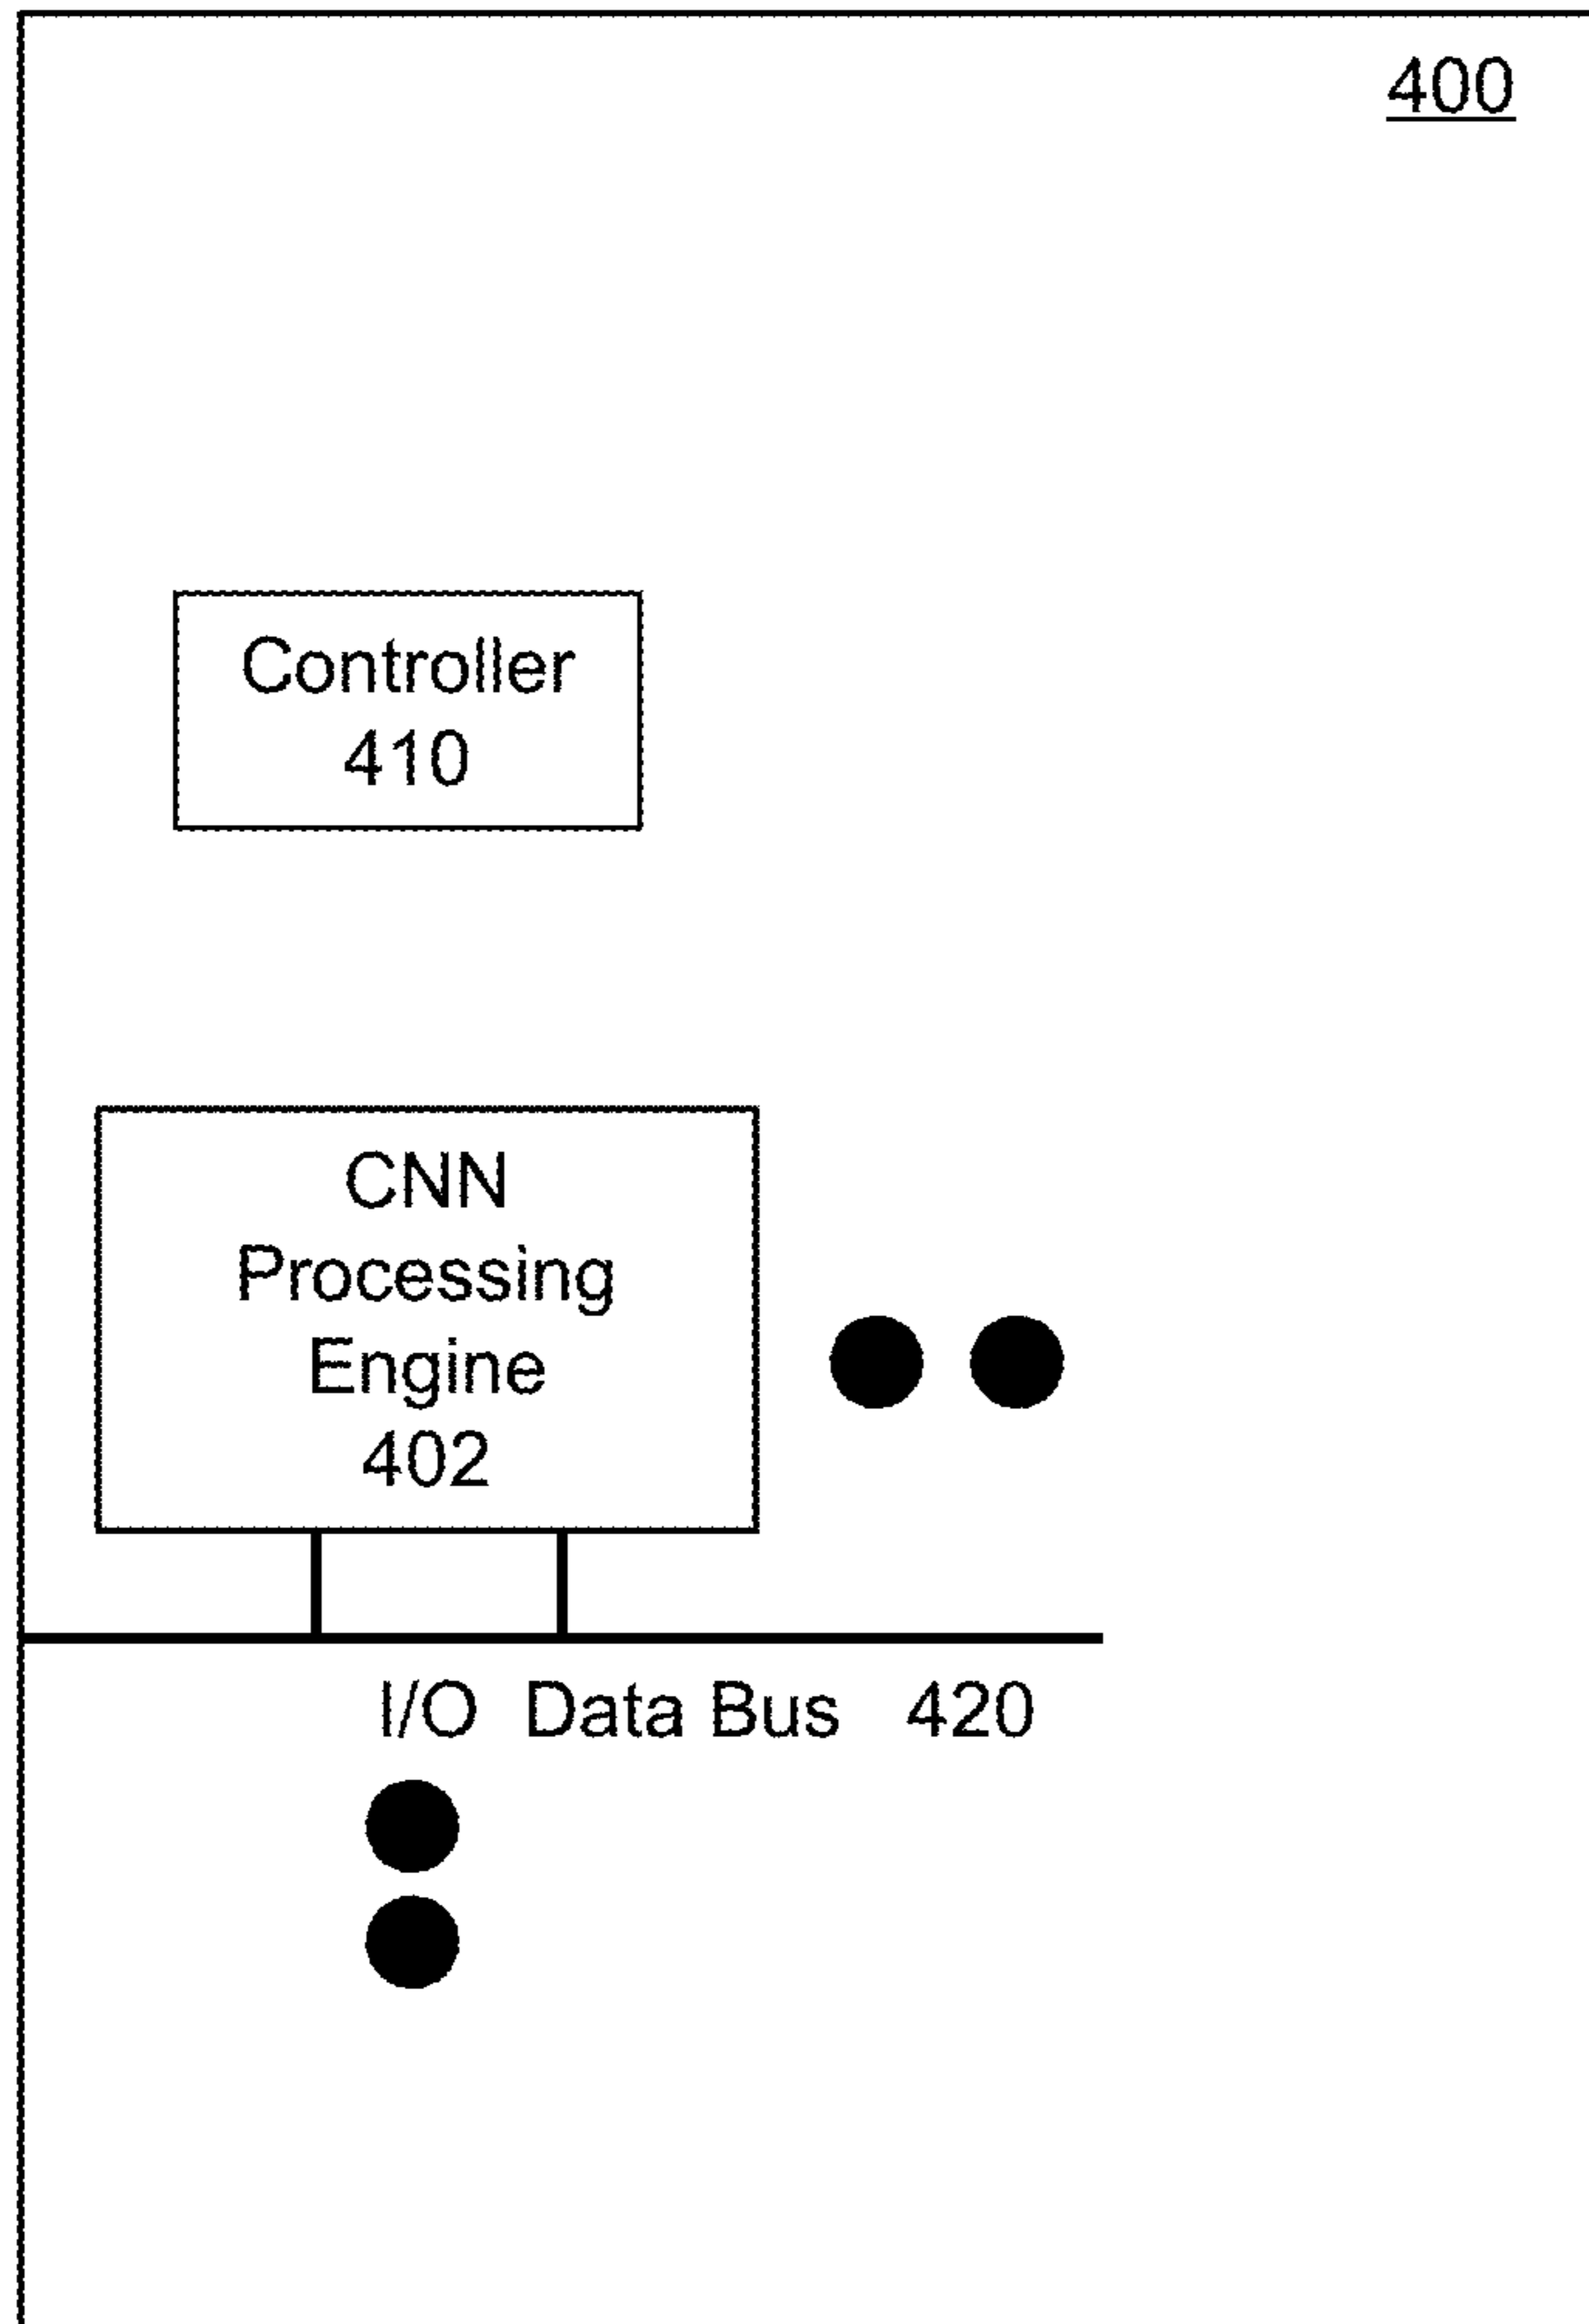 400
Controller
410
CNN
Processing
Engine
402
I/O Data Bus 420